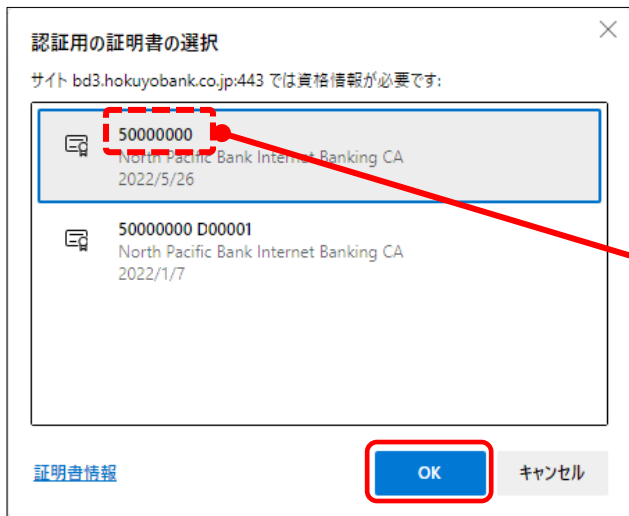 認証用の証明書の選択
サイト bd3.hokuyobank.co.jp:443 では資格情報が必要です:
50000000
North Pacific Bank Internet Banking CA
2022/5/26
50000000 D00001
North Pacific Bank Internet Banking CA
2022/1/7
証明書情報
OK
キャンセル